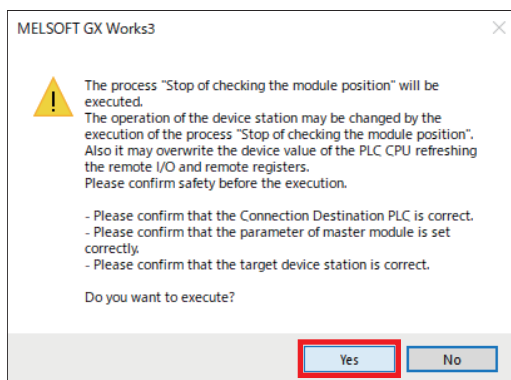 MELSOFT GX Works3
The process "Stop of checking the module position" will be
executed.
The operation of the device station may be changed by the
execution of the process "Stop of checking the module position".
Also it may overwrite the device value of the PLC CPU refreshing
the remote I/O and remote registers.
Please confirm safety before the execution.
- Please confirm that the Connection Destination PLC is correct.
- Please confirm that the parameter of master module is set
correctly.
- Please confirm that the target device station is correct.
Do you want to execute?
Yes
No